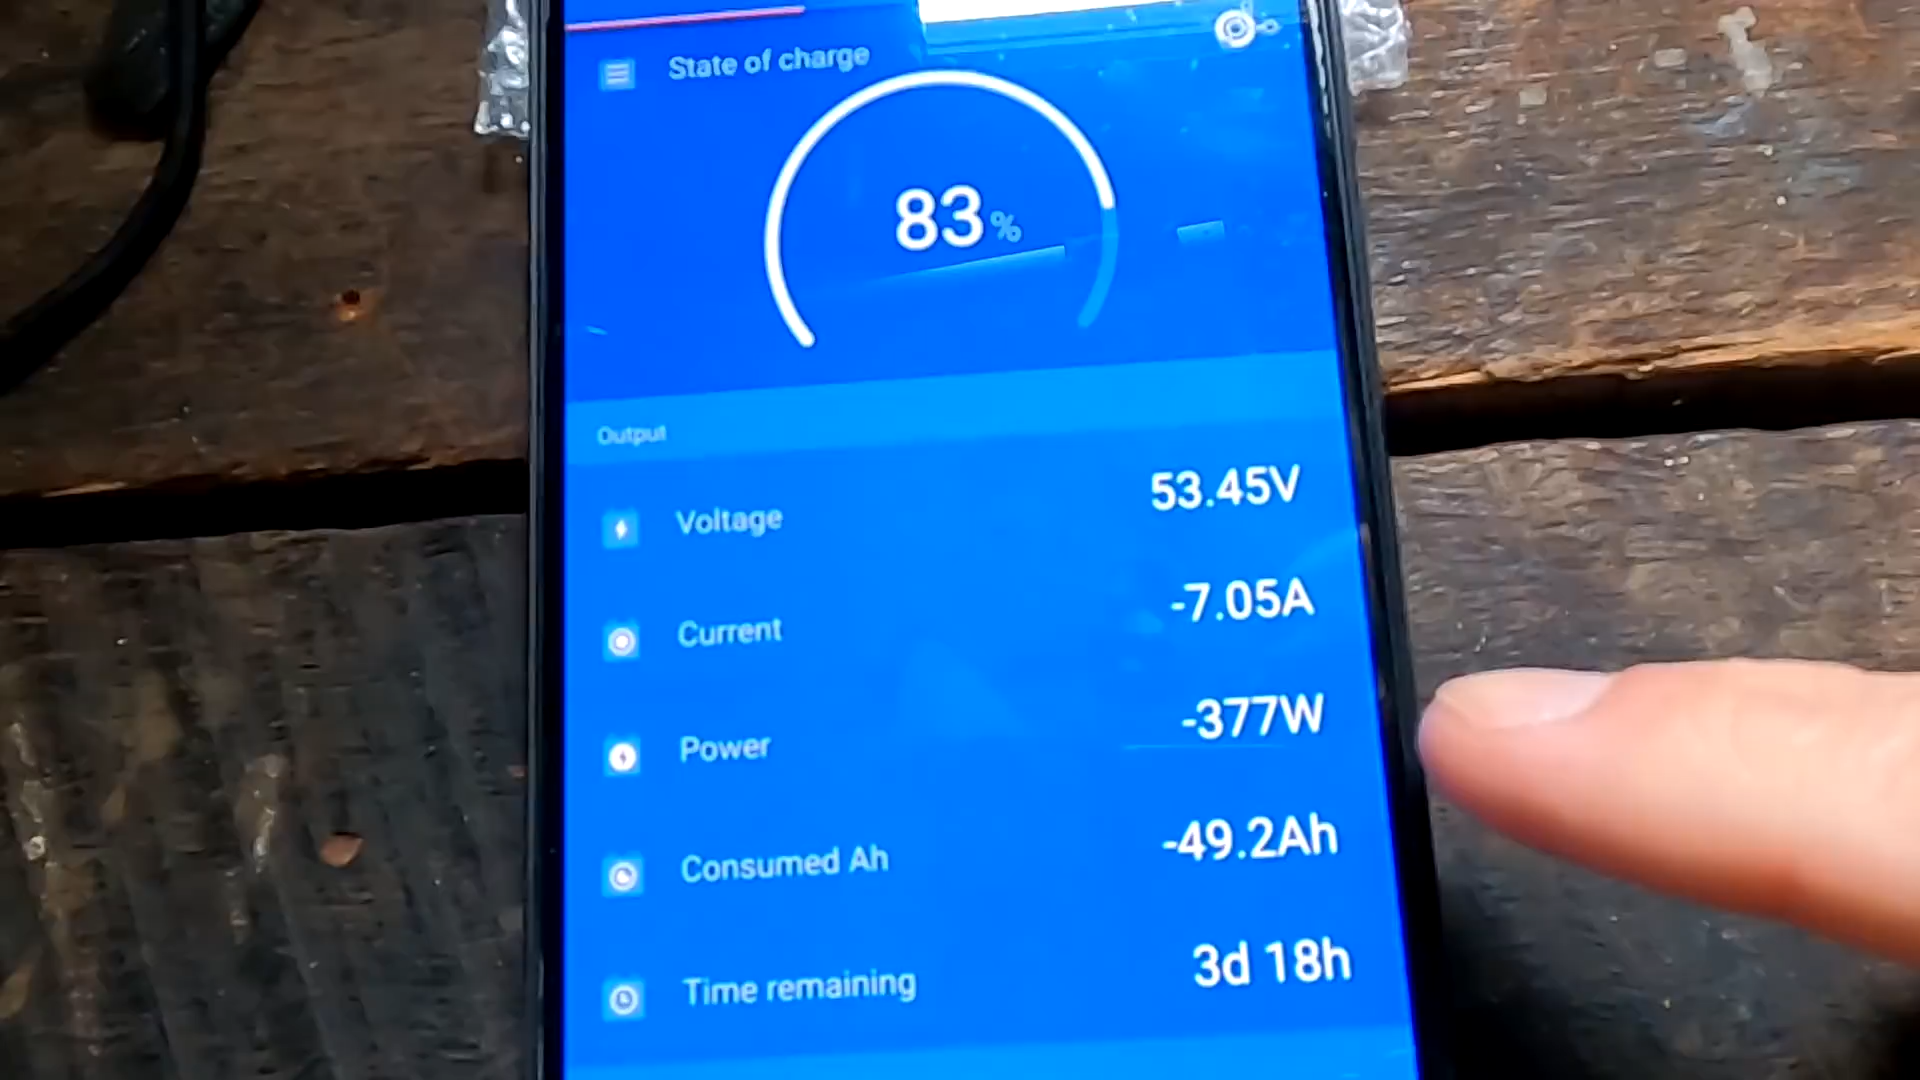 State of charge
83%
Output
Voltage 53.45V
Current -7.05A
Power -377W
Consumed Ah -49.2Ah
Time remaining 3d 18h